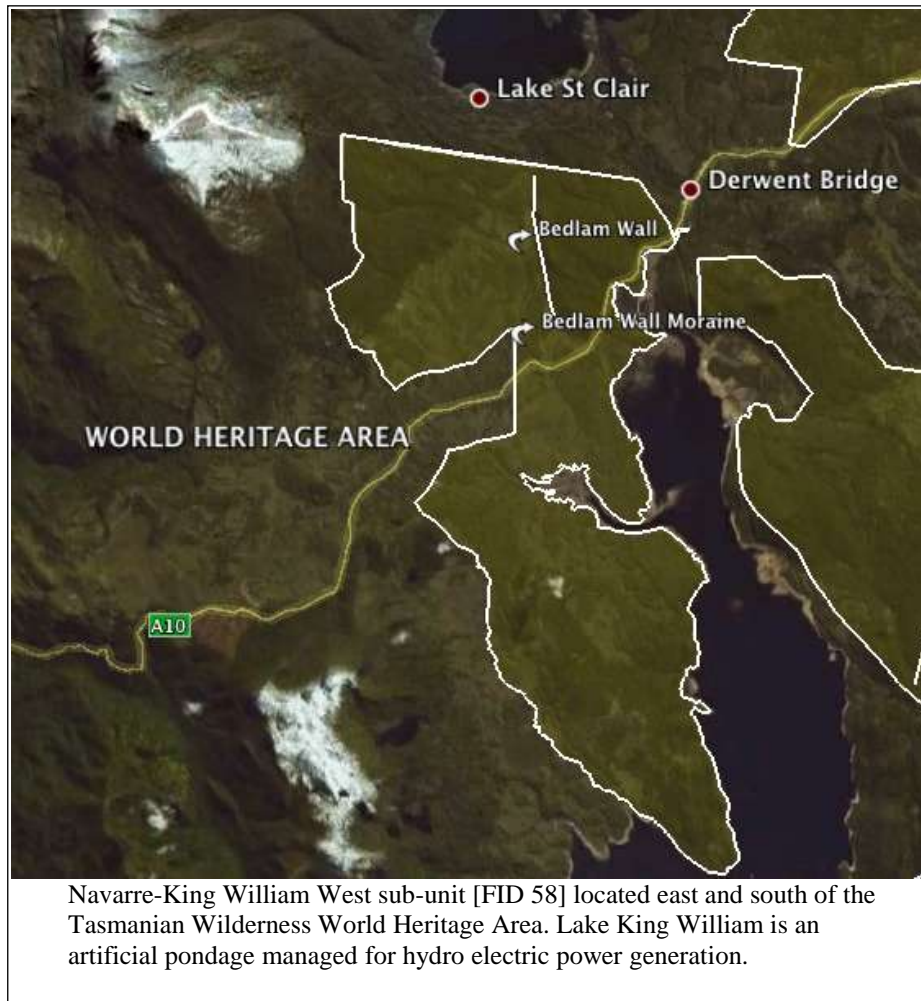 Lake St Clair
Derwent Bridge
Bedlam Wall
Bedlam Wall Moraine
WORLD HERITAGE AREA
A10
Navarre-King William West sub-unit [FID 58] located east and south of the
Tasmanian Wilderness World Heritage Area. Lake King William is an
artificial pondage managed for hydro electric power generation.